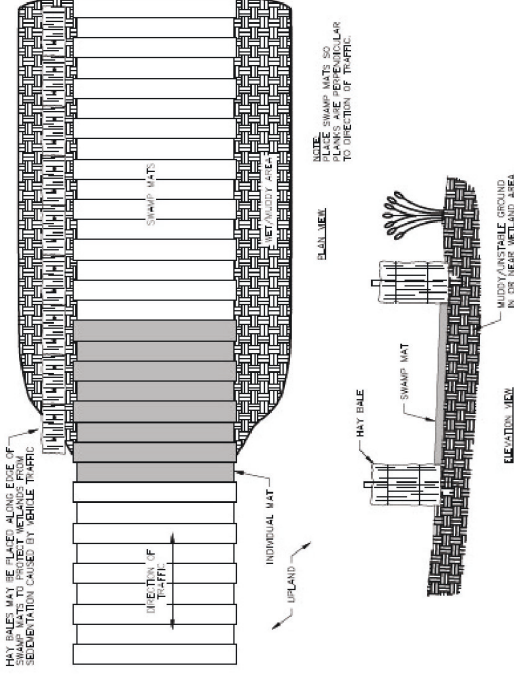 HAY BALES MAY BE PLACED ALONG EDGE OF
SWAMP MATS TO PROTECT WETLANDS FROM
SEDEMENTATION CAUSED BY VEHICLE TRAFFIC
SWAMP MATS
WET/MUDDY AREA
DIRECTION OF
TRAFFIC
INDIVIDUAL MAT
UPLAND
PLAN VIEW
NOTE:
PLACE SWAMP MATS SO
PLANKS ARE PERPENDICULAR
TO DIRECTION OF TRAFFIC.
HAY BALE
SWAMP MAT
MUDDY/UNSTABLE GROUND
IN OR NEAR WETLAND AREA
ELEVATION VIEW